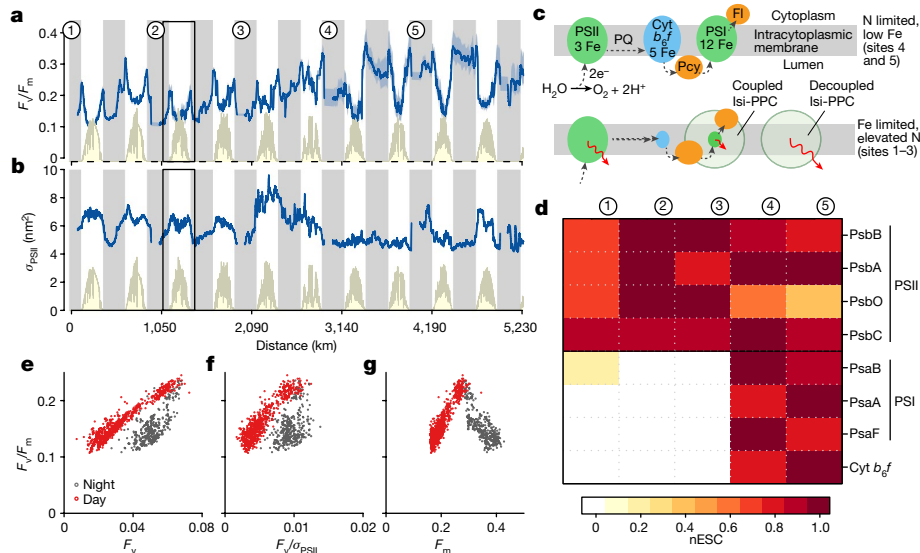 a
1 2 3 4 5
0.4
0.3
0.2
0.1
0
Fv/Fm
b
10
8
6
4
2
0
σPSII
(nm²)
0 1,050 2,090 3,140 4,190 5,230
Distance (km)
c
PSII
3 Fe
PQ
Cyt
b6f
5 Fe
Pcy
PSI
12 Fe
Fl
Cytoplasm
Intracytoplasmic
membrane
Lumen
N limited,
low Fe
(sites 4
and 5)
2e−
H2O → O2 + 2H+
Coupled
Isi-PPC
Decoupled
Isi-PPC
Fe limited,
elevated N
(sites 1–3)
d
1 2 3 4 5
PsbB
PsbA
PsbO
PsbC
PSII
PsaB
PsaA
PsaF
PSI
Cyt b6f
0 0.2 0.4 0.6 0.8 1.0
nESC
e
Fv/Fm
0.2
0.1
0
Night
Day
0 0.04 0.08
Fv
f
0 0.01 0.02
Fv/σPSII
g
0 0.2 0.4
Fm